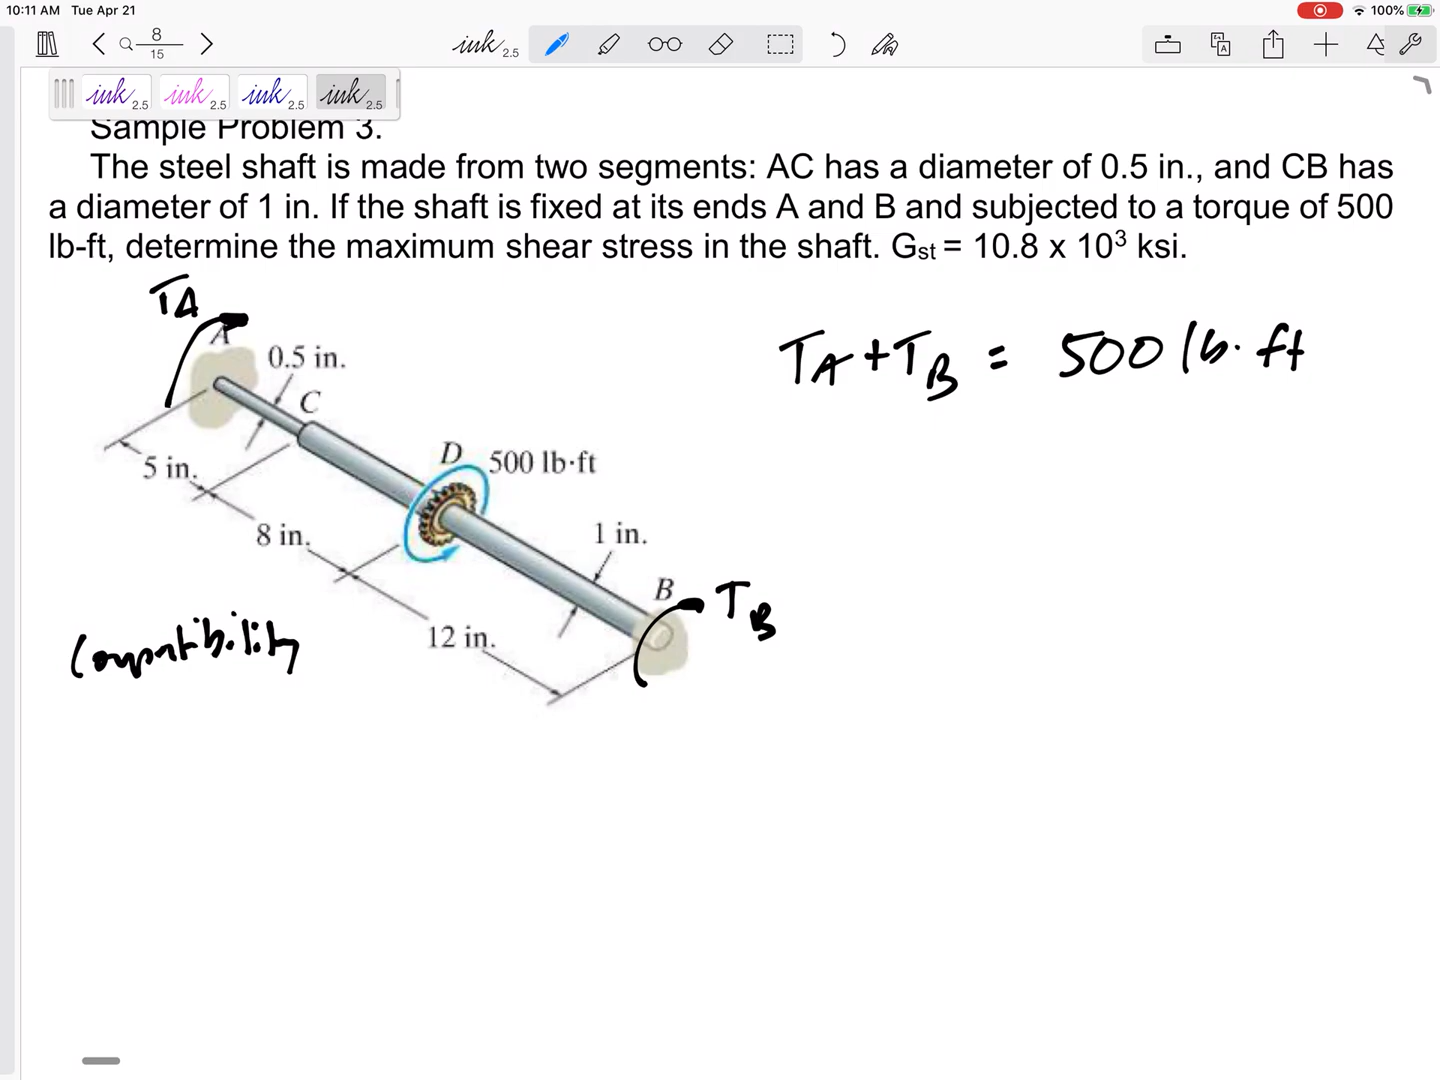 10:11 AM Tue Apr 21
100%
8
15
ink 2.5
ink 2.5
ink 2.5
ink 2.5
ink 2.5
Sample Problem 3.
The steel shaft is made from two segments: AC has a diameter of 0.5 in., and CB has
a diameter of 1 in. If the shaft is fixed at its ends A and B and subjected to a torque of 500
lb-ft, determine the maximum shear stress in the shaft. Gst = 10.8 x 10³ ksi.
TA
A
0.5 in.
TA + TB = 500 lb·ft
C
D
500 lb·ft
5 in.
8 in.
1 in.
B
TB
12 in.
Compatibility